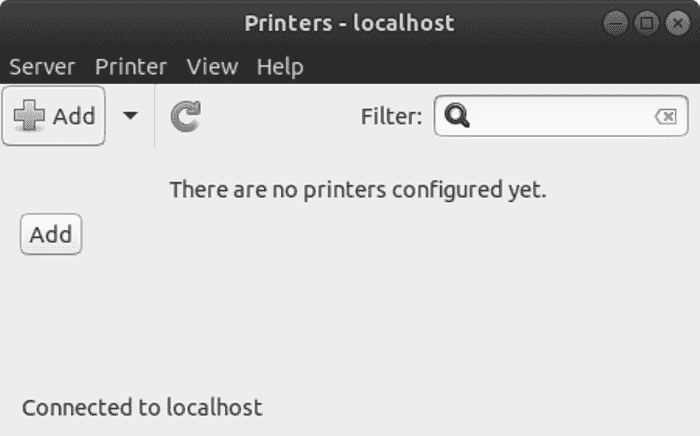 Printers - localhost
Server Printer View Help
Add Filter:
There are no printers configured yet.
Add
Connected to localhost